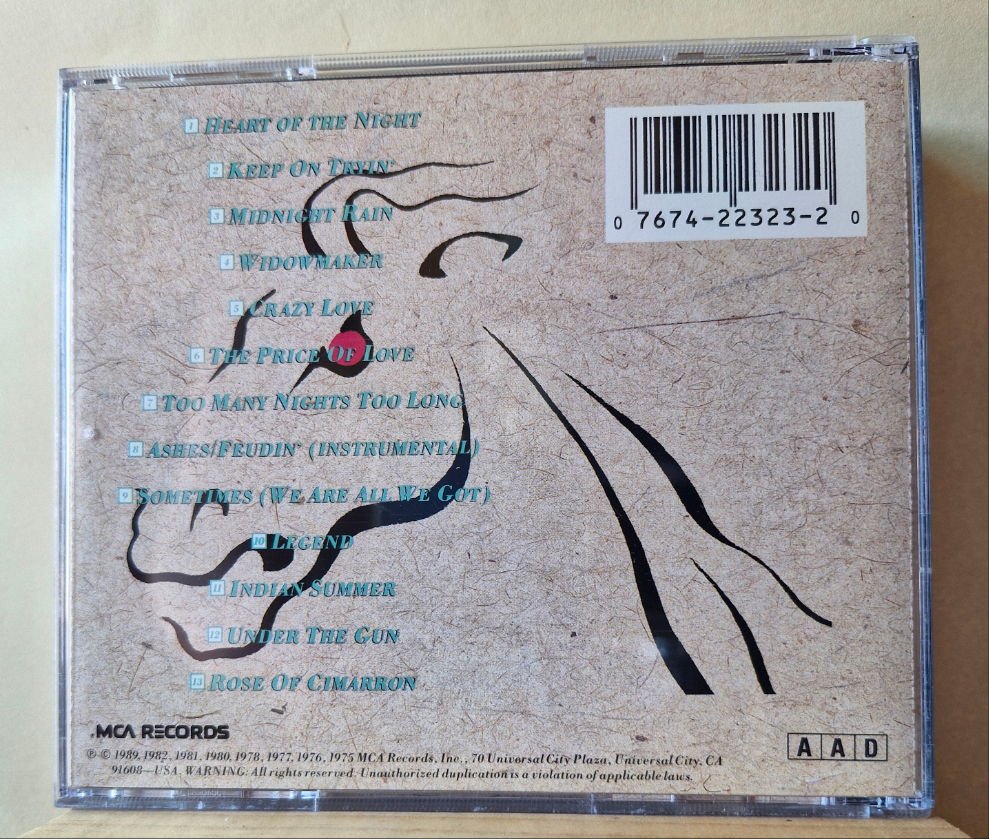 1 HEART OF THE NIGHT
2 KEEP ON TRYIN'
3 MIDNIGHT RAIN
4 WIDOWMAKER
5 CRAZY LOVE
6 THE PRICE OF LOVE
7 TOO MANY NIGHTS TOO LONG
8 ASHES/FEUDIN' (INSTRUMENTAL)
9 SOMETIMES (WE ARE ALL WE GOT)
10 LEGEND
11 INDIAN SUMMER
12 UNDER THE GUN
13 ROSE OF CIMARRON
0 7674-22323-2 0
.MCA RECORDS
℗ © 1989, 1982, 1981, 1980, 1978, 1977, 1976, 1975 MCA Records, Inc., 70 Universal City Plaza, Universal City, CA
91608—USA. WARNING: All rights reserved. Unauthorized duplication is a violation of applicable laws.
A A D